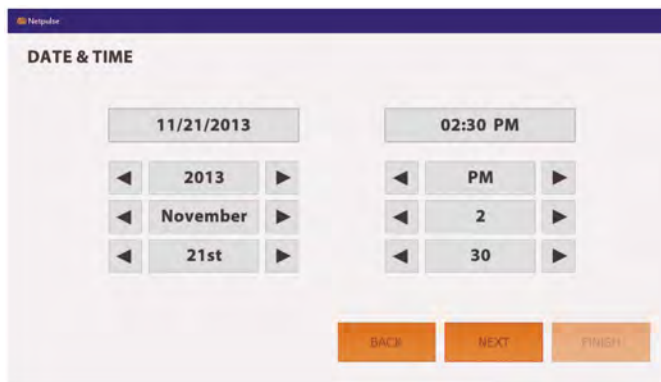 Netpulse
DATE & TIME
11/21/2013
02:30 PM
2013
PM
November
2
21st
30
BACK
NEXT
FINISH